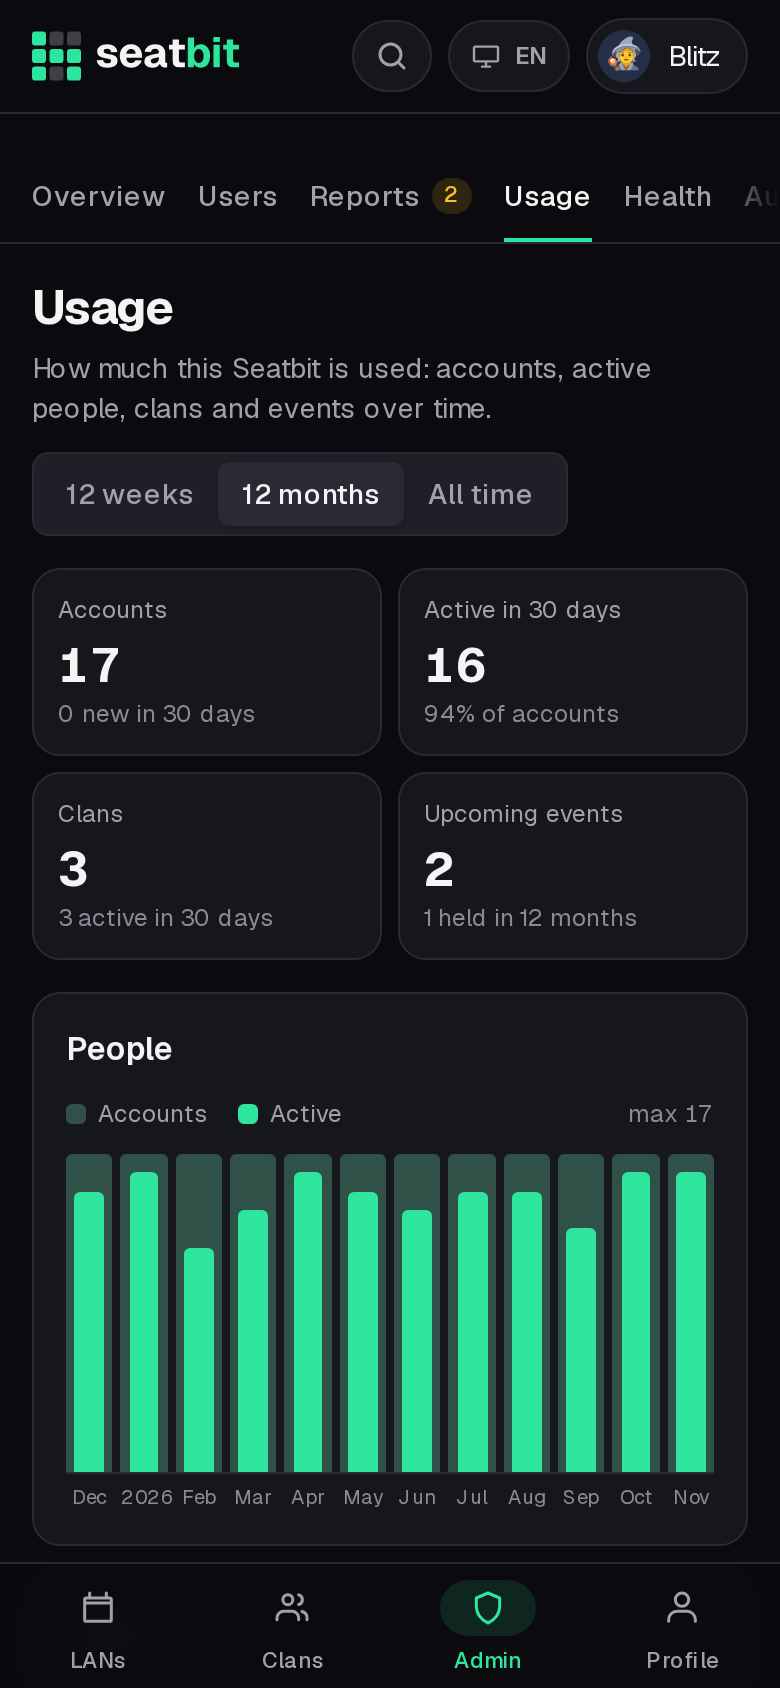 seatbit
EN
Blitz
Overview Users Reports 2 Usage Health Au
Usage
How much this Seatbit is used: accounts, active
people, clans and events over time.
12 weeks 12 months All time
Accounts
17
0 new in 30 days
Active in 30 days
16
94% of accounts
Clans
3
3 active in 30 days
Upcoming events
2
1 held in 12 months
People
Accounts Active max 17
Dec 2026 Feb Mar Apr May Jun Jul Aug Sep Oct Nov
LANs Clans Admin Profile